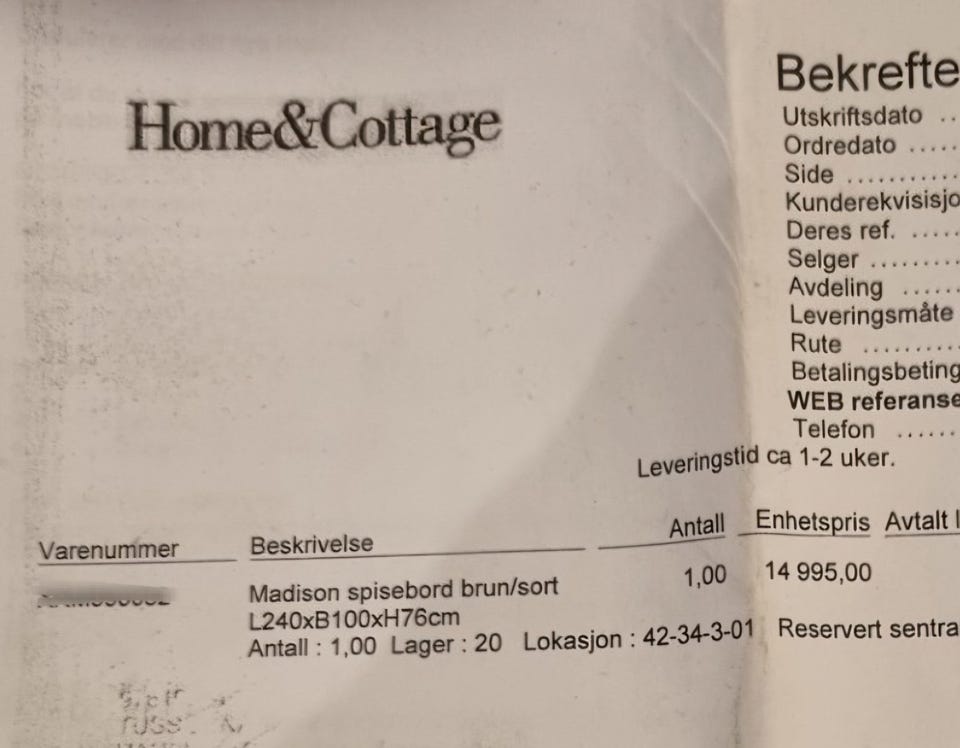 Home&Cottage
Bekrefte
Utskriftsdato ..
Ordredato .....
Side ...........
Kunderekvisisjo
Deres ref. .....
Selger .........
Avdeling ......
Leveringsmåte
Rute .........
Betalingsbeting
WEB referanse
Telefon ......
Leveringstid ca 1-2 uker.
Varenummer Beskrivelse Antall Enhetspris Avtalt l
Madison spisebord brun/sort 1,00 14 995,00
L240xB100xH76cm
Antall : 1,00 Lager : 20 Lokasjon : 42-34-3-01 Reservert sentra